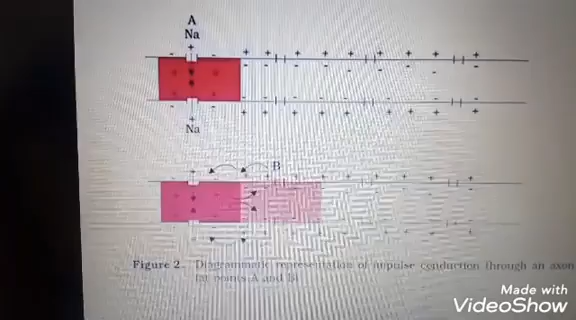 A
Na
+
- - + + + + + + + +
- - - - - - - -
- - + + + + + + + +
+
Na
B
Figure 2 Diagrammatic representation of impulse conduction through an axon
(at points A and B)
Made with
VideoShow